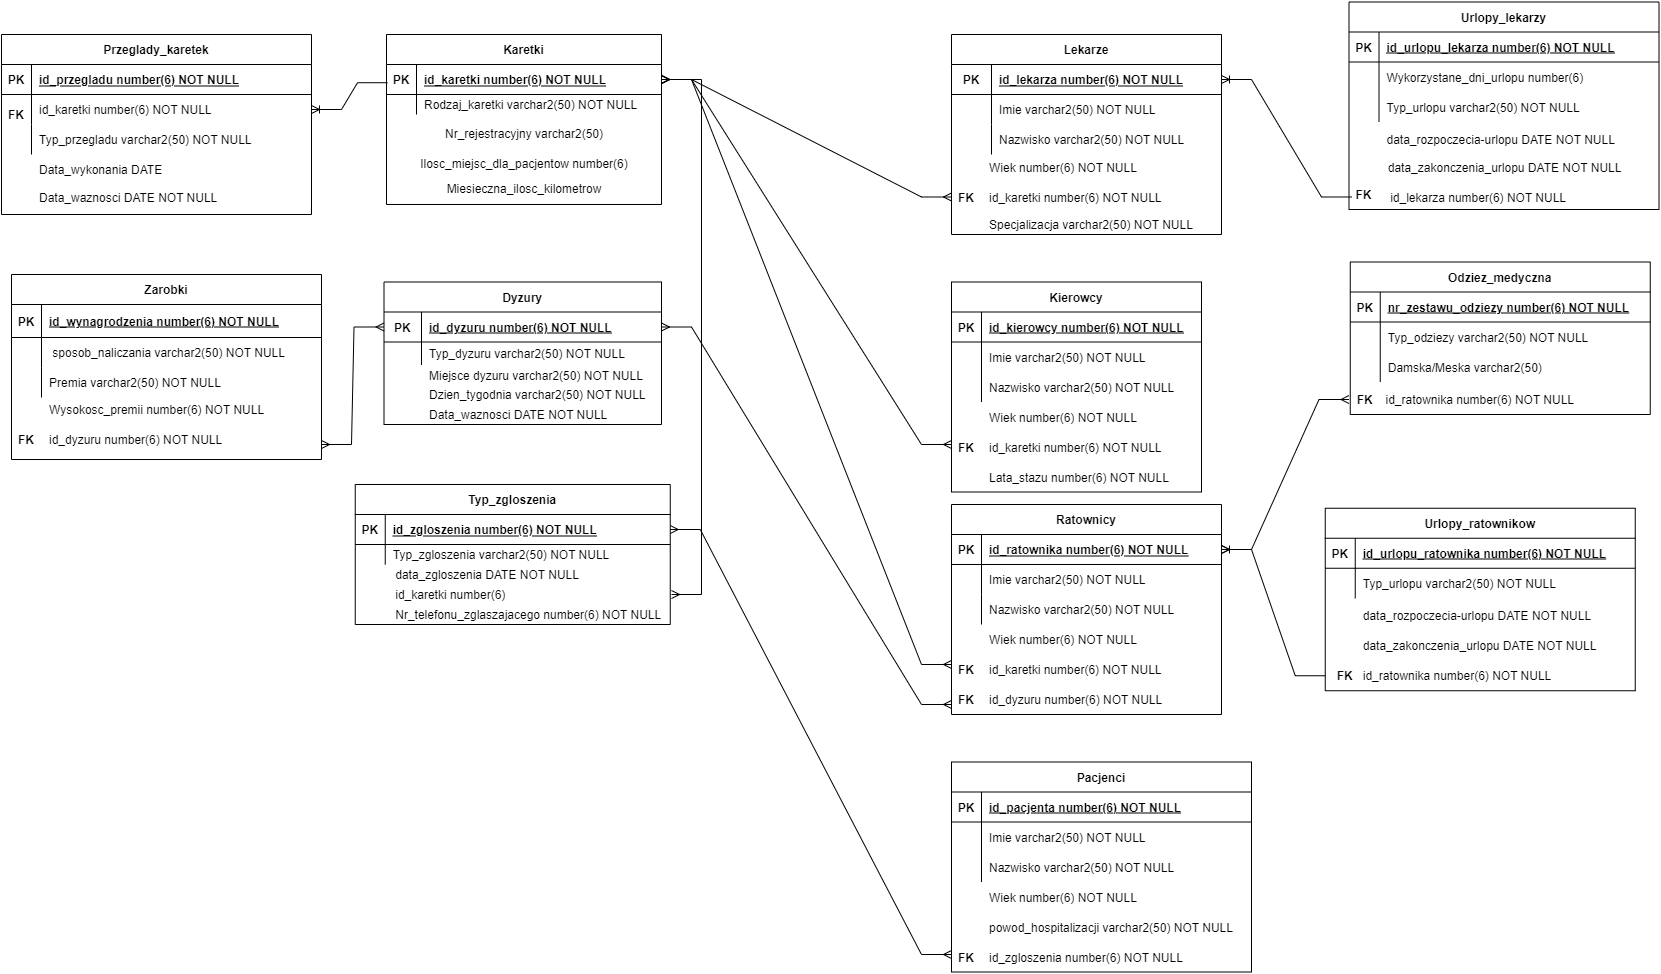 Przeglady_karetek
PK id_przegladu number(6) NOT NULL
FK id_karetki number(6) NOT NULL
Typ_przegladu varchar2(50) NOT NULL
Data_wykonania DATE
Data_waznosci DATE NOT NULL
Karetki
PK id_karetki number(6) NOT NULL
Rodzaj_karetki varchar2(50) NOT NULL
Nr_rejestracyjny varchar2(50)
Ilosc_miejsc_dla_pacjentow number(6)
Miesieczna_ilosc_kilometrow
Lekarze
PK id_lekarza number(6) NOT NULL
Imie varchar2(50) NOT NULL
Nazwisko varchar2(50) NOT NULL
Wiek number(6) NOT NULL
FK id_karetki number(6) NOT NULL
Specjalizacja varchar2(50) NOT NULL
Urlopy_lekarzy
PK id_urlopu_lekarza number(6) NOT NULL
Wykorzystane_dni_urlopu number(6)
Typ_urlopu varchar2(50) NOT NULL
data_rozpoczecia-urlopu DATE NOT NULL
data_zakonczenia_urlopu DATE NOT NULL
FK id_lekarza number(6) NOT NULL
Zarobki
PK id_wynagrodzenia number(6) NOT NULL
sposob_naliczania varchar2(50) NOT NULL
Premia varchar2(50) NOT NULL
Wysokosc_premii number(6) NOT NULL
FK id_dyzuru number(6) NOT NULL
Dyzury
PK id_dyzuru number(6) NOT NULL
Typ_dyzuru varchar2(50) NOT NULL
Miejsce dyzuru varchar2(50) NOT NULL
Dzien_tygodnia varchar2(50) NOT NULL
Data_waznosci DATE NOT NULL
Kierowcy
PK id_kierowcy number(6) NOT NULL
Imie varchar2(50) NOT NULL
Nazwisko varchar2(50) NOT NULL
Wiek number(6) NOT NULL
FK id_karetki number(6) NOT NULL
Lata_stazu number(6) NOT NULL
Odziez_medyczna
PK nr_zestawu_odziezy number(6) NOT NULL
Typ_odziezy varchar2(50) NOT NULL
Damska/Meska varchar2(50)
FK id_ratownika number(6) NOT NULL
Typ_zgloszenia
PK id_zgloszenia number(6) NOT NULL
Typ_zgloszenia varchar2(50) NOT NULL
data_zgloszenia DATE NOT NULL
id_karetki number(6)
Nr_telefonu_zglaszajacego number(6) NOT NULL
Ratownicy
PK id_ratownika number(6) NOT NULL
Imie varchar2(50) NOT NULL
Nazwisko varchar2(50) NOT NULL
Wiek number(6) NOT NULL
FK id_karetki number(6) NOT NULL
FK id_dyzuru number(6) NOT NULL
Urlopy_ratownikow
PK id_urlopu_ratownika number(6) NOT NULL
Typ_urlopu varchar2(50) NOT NULL
data_rozpoczecia-urlopu DATE NOT NULL
data_zakonczenia_urlopu DATE NOT NULL
FK id_ratownika number(6) NOT NULL
Pacjenci
PK id_pacjenta number(6) NOT NULL
Imie varchar2(50) NOT NULL
Nazwisko varchar2(50) NOT NULL
Wiek number(6) NOT NULL
powod_hospitalizacji varchar2(50) NOT NULL
FK id_zgloszenia number(6) NOT NULL